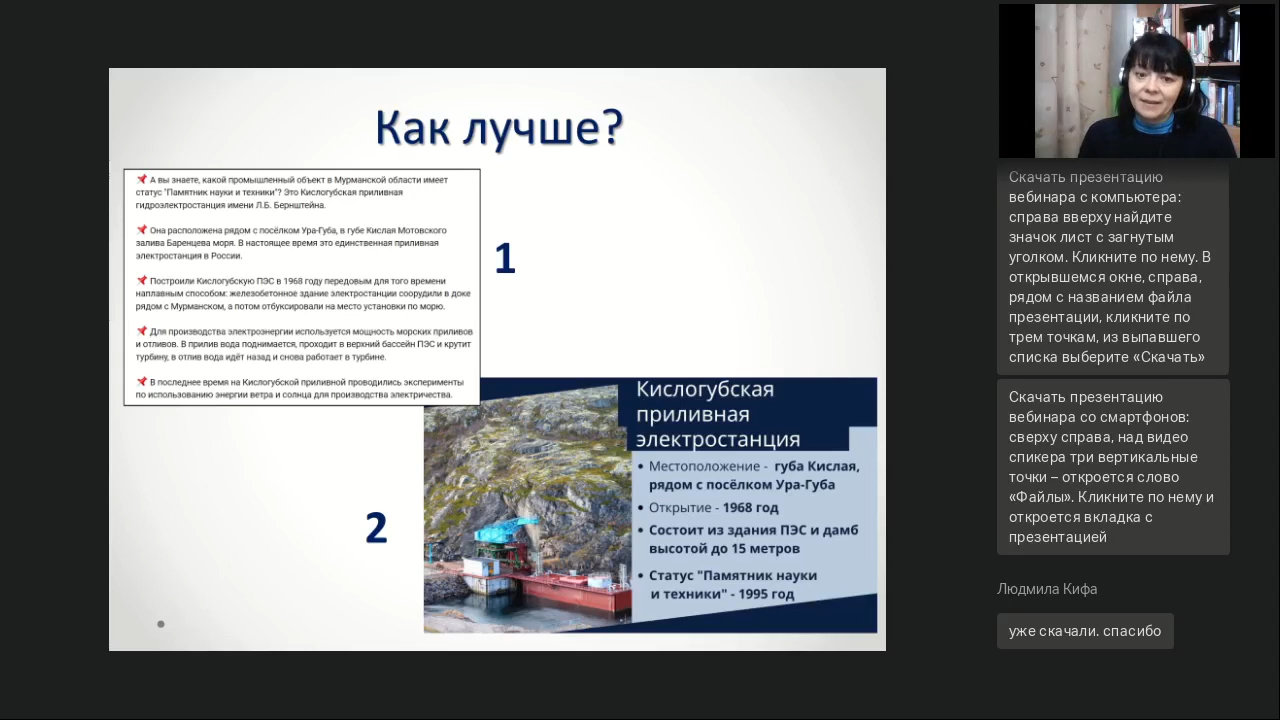 Как лучше?
📌 А вы знаете, какой промышленный объект в Мурманской области имеет
статус "Памятник науки и техники"? Это Кислогубская приливная
гидроэлектростанция имени Л.Б. Бернштейна.
📌 Она расположена рядом с посёлком Ура-Губа, в губе Кислая Мотовского
залива Баренцева моря. В настоящее время это единственная приливная
электростанция в России.
📌 Построили Кислогубскую ПЭС в 1968 году передовым для того времени
наплавным способом: железобетонное здание электростанции соорудили в доке
рядом с Мурманском, а потом отбуксировали на место установки по морю.
📌 Для производства электроэнергии используется мощность морских приливов
и отливов. В прилив вода поднимается, проходит в верхний бассейн ПЭС и крутит
турбину, в отлив вода идёт назад и снова работает в турбине.
📌 В последнее время на Кислогубской приливной проводились эксперименты
по использованию энергии ветра и солнца для производства электричества.
1
2
Кислогубская
приливная
электростанция
• Местоположение - губа Кислая,
рядом с посёлком Ура-Губа
• Открытие - 1968 год
• Состоит из здания ПЭС и дамб
высотой до 15 метров
• Статус "Памятник науки
и техники" - 1995 год
Скачать презентацию
вебинара с компьютера:
справа вверху найдите
значок лист с загнутым
уголком. Кликните по нему. В
открывшемся окне, справа,
рядом с названием файла
презентации, кликните по
трем точкам, из выпавшего
списка выберите «Скачать»
Скачать презентацию
вебинара со смартфонов:
сверху справа, над видео
спикера три вертикальные
точки – откроется слово
«Файлы». Кликните по нему и
откроется вкладка с
презентацией
Людмила Кифа
уже скачали. спасибо